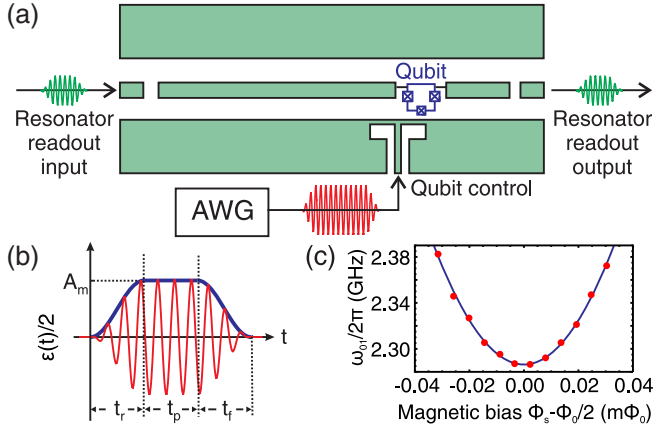 (a)
Qubit
Resonator
readout
input
Resonator
readout
output
Qubit control
AWG
(b)
A_m
ε(t)/2
t
t_r
t_p
t_f
(c)
ω_01/2π (GHz)
2.38
2.34
2.30
-0.04 -0.02 0.00 0.02 0.04
Magnetic bias Φ_s-Φ_0/2 (mΦ_0)